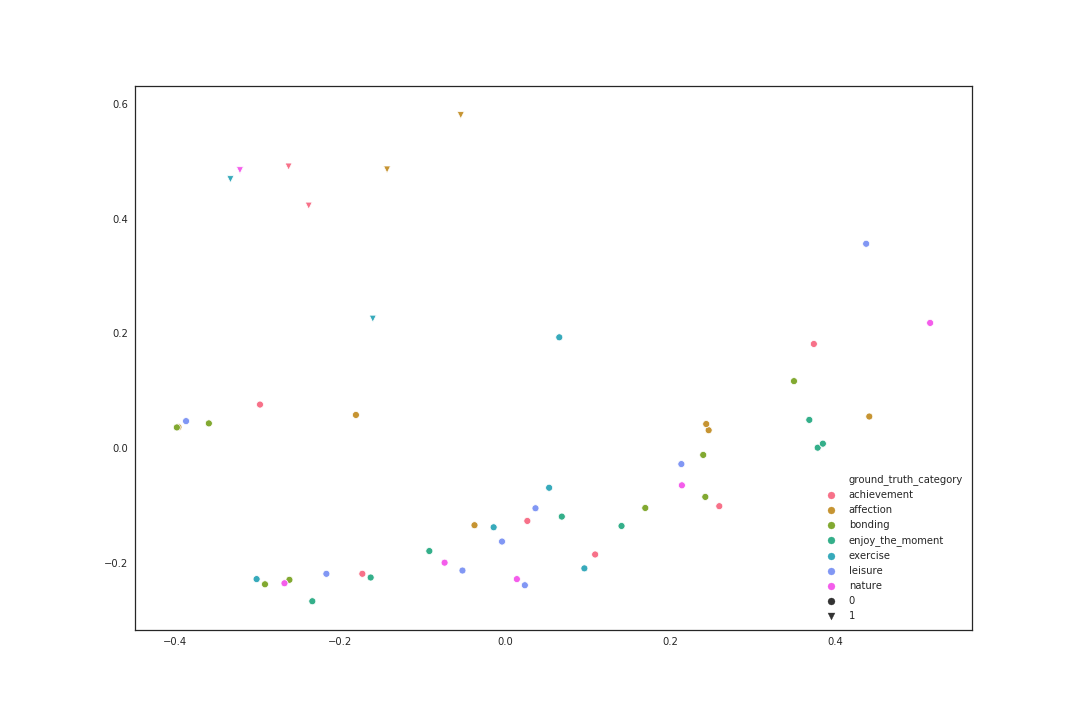 0.6
0.4
0.2
0.0
−0.2
−0.4
−0.2
0.0
0.2
0.4
ground_truth_category
achievement
affection
bonding
enjoy_the_moment
exercise
leisure
nature
0
1